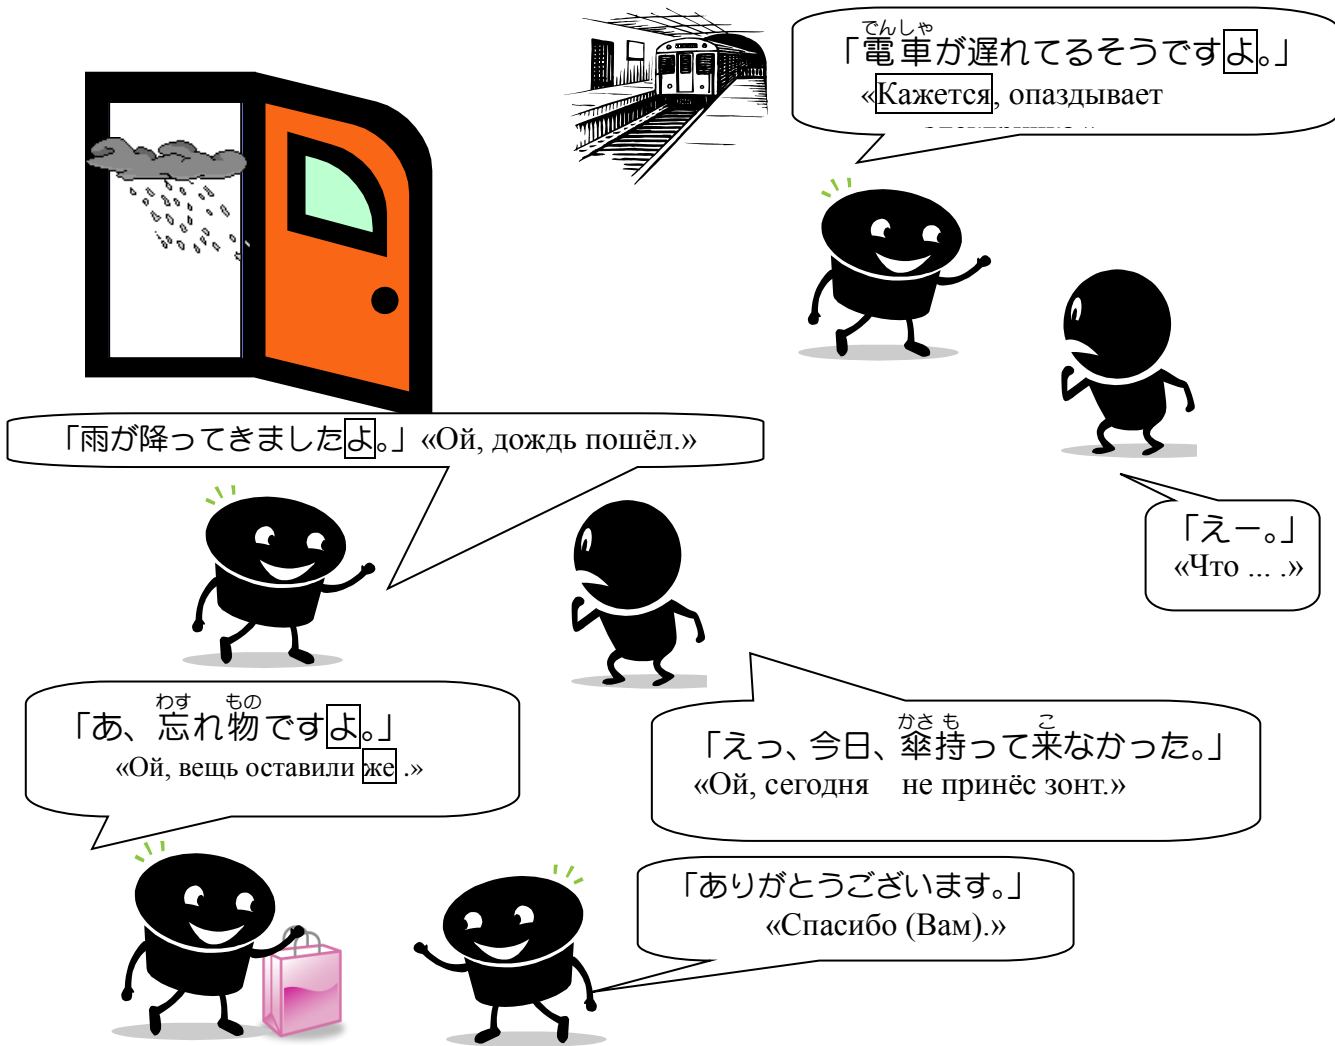 でんしゃ
「電車が遅れてるそうですよ。」
«Кажется, опаздывает
「雨が降ってきましたよ。」«Ой, дождь пошёл.»
「えー。」
«Что ... .»
わす もの
「あ、忘れ物ですよ。」
«Ой, вещь оставили же .»
かさ も こ
「えっ、今日、傘持って来なかった。」
«Ой, сегодня не принёс зонт.»
「ありがとうございます。」
«Спасибо (Вам).»